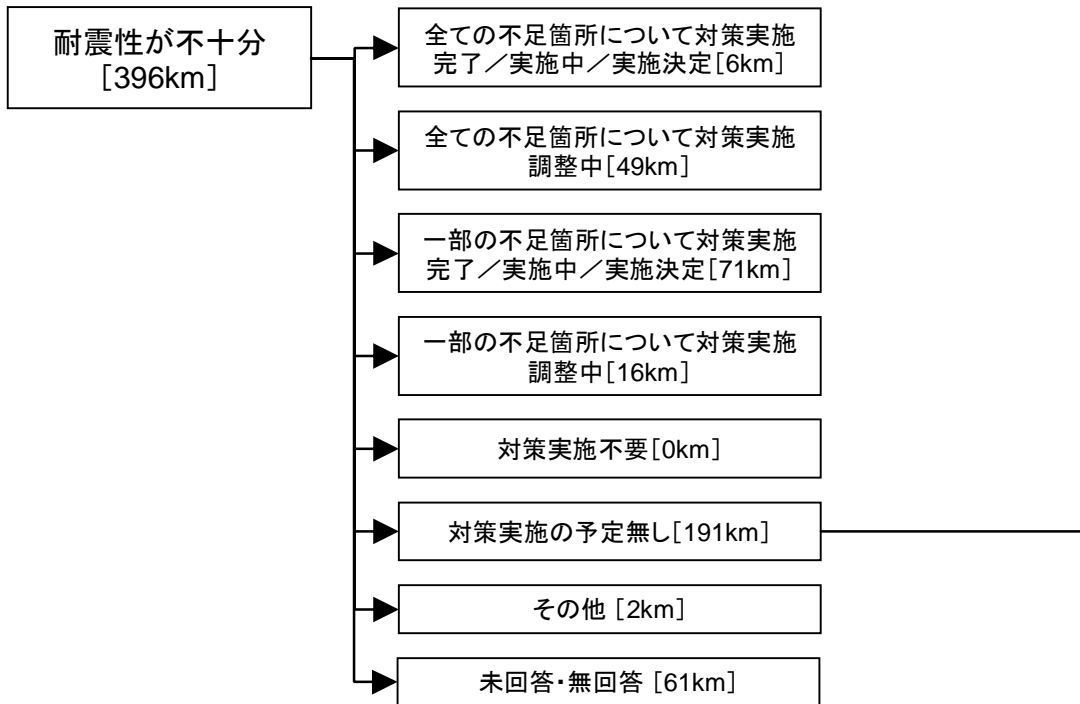 耐震性が不十分
[396km]
全ての不足箇所について対策実施
完了／実施中／実施決定[6km]
全ての不足箇所について対策実施
調整中[49km]
一部の不足箇所について対策実施
完了／実施中／実施決定[71km]
一部の不足箇所について対策実施
調整中[16km]
対策実施不要[0km]
対策実施の予定無し[191km]
その他 [2km]
未回答・無回答 [61km]